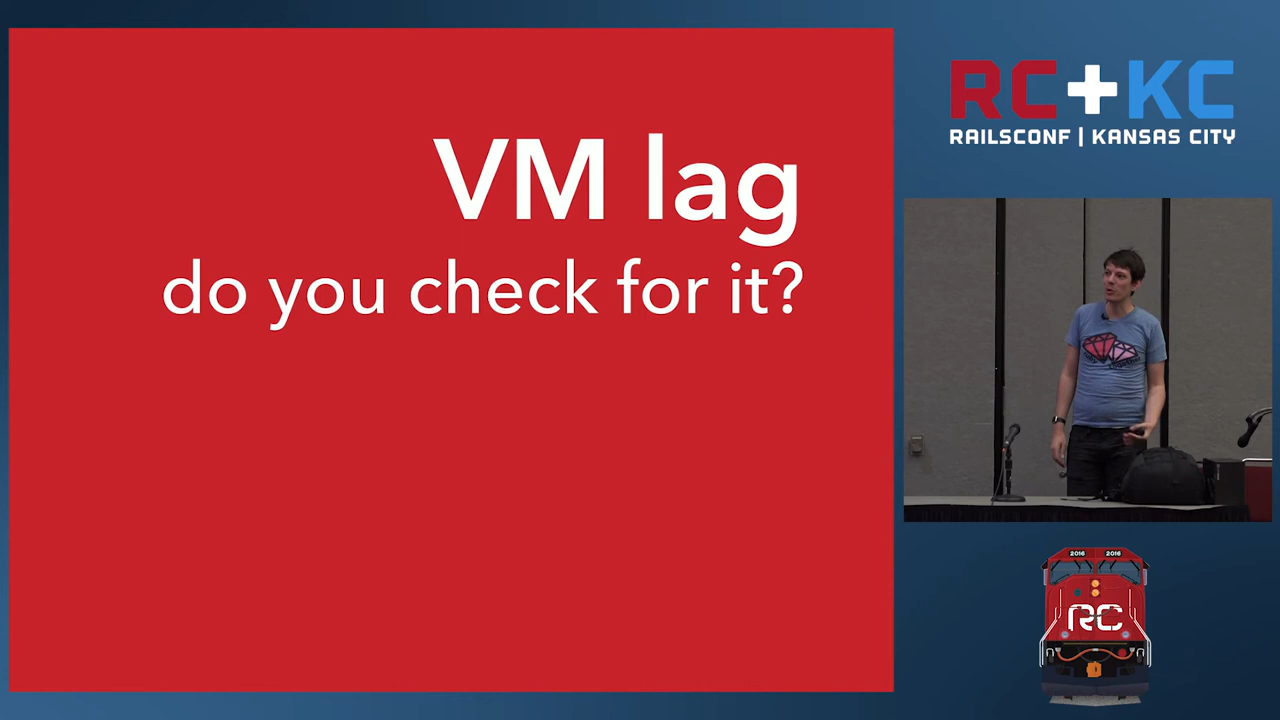 VM lag
do you check for it?
RC+KC
RAILSCONF | KANSAS CITY
2016 2016
RC